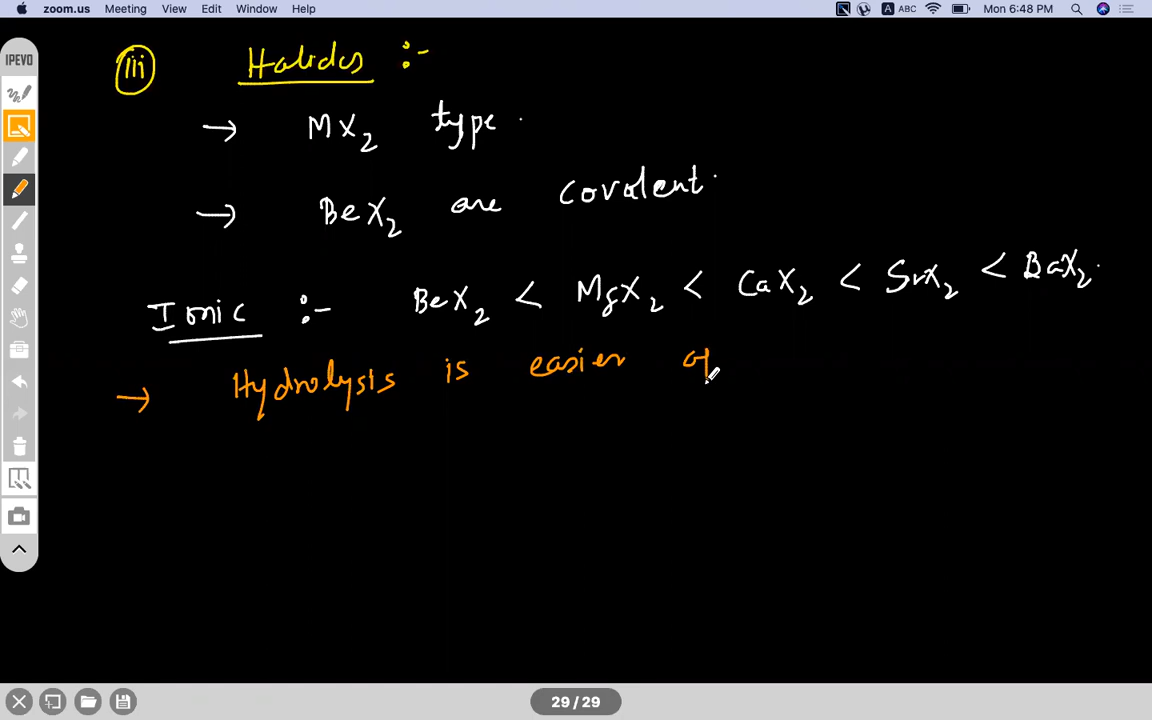 zoom.us Meeting View Edit Window Help A ABC Mon 6:48 PM
IPEVO
iii Halides :-
→ MX2 type.
→ BeX2 are covalent.
Ionic :- BeX2 < MgX2 < CaX2 < SrX2 < BaX2.
→ Hydrolysis is easier of
29 / 29